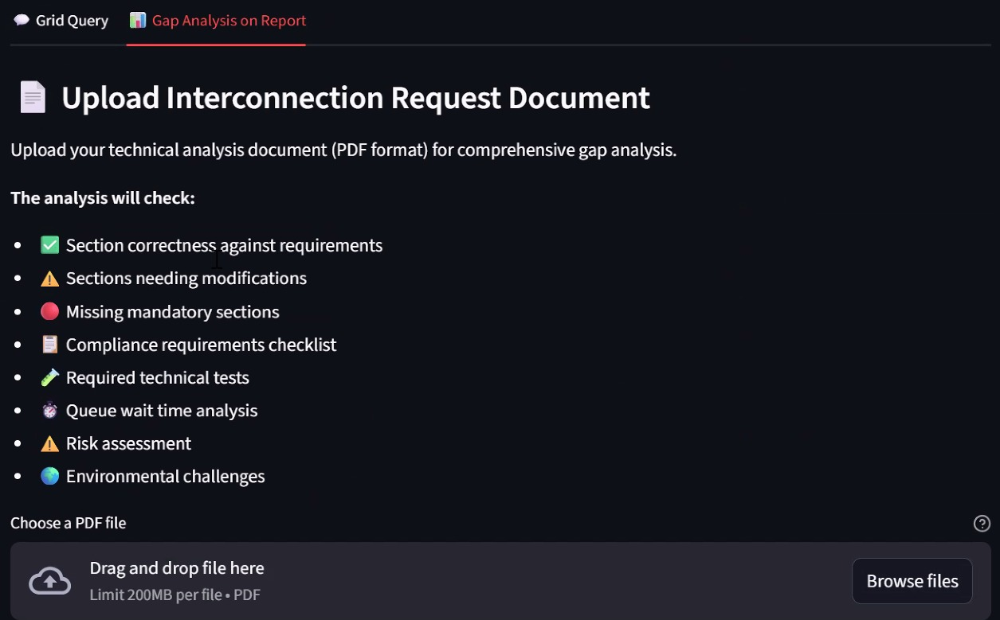 Grid Query
Gap Analysis on Report
Upload Interconnection Request Document
Upload your technical analysis document (PDF format) for comprehensive gap analysis.
The analysis will check:
Section correctness against requirements
Sections needing modifications
Missing mandatory sections
Compliance requirements checklist
Required technical tests
Queue wait time analysis
Risk assessment
Environmental challenges
Choose a PDF file
Drag and drop file here
Limit 200MB per file • PDF
Browse files